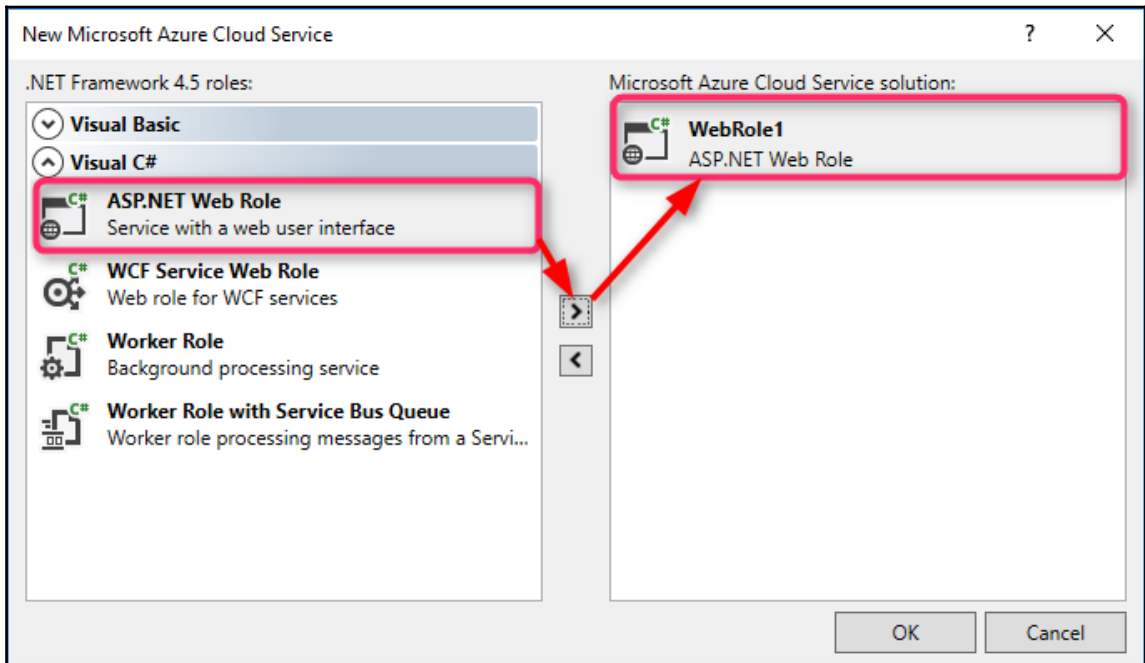 New Microsoft Azure Cloud Service
?
.NET Framework 4.5 roles:
Visual Basic
Visual C#
C#
ASP.NET Web Role
Service with a web user interface
C#
WCF Service Web Role
Web role for WCF services
C#
Worker Role
Background processing service
C#
Worker Role with Service Bus Queue
Worker role processing messages from a Servi...
>
<
Microsoft Azure Cloud Service solution:
C#
WebRole1
ASP.NET Web Role
OK
Cancel